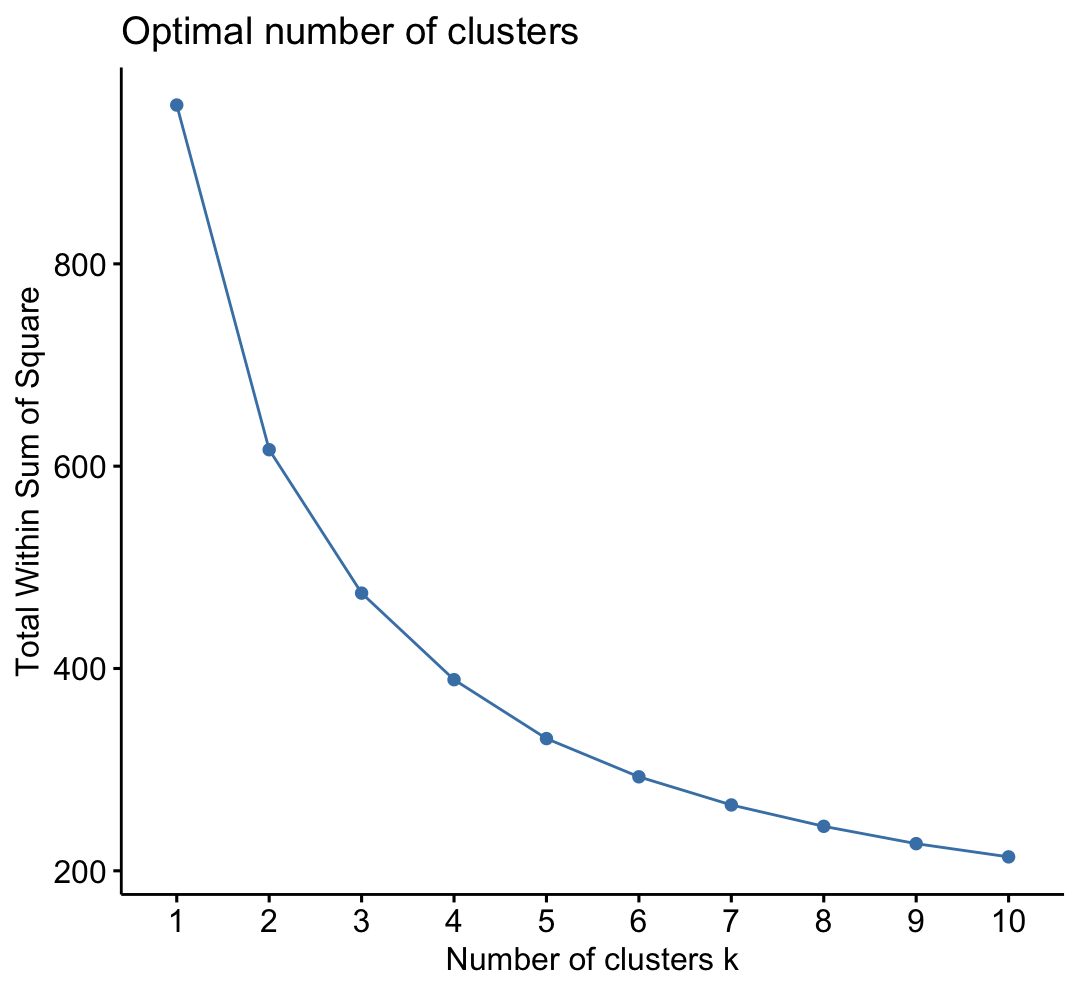 Optimal number of clusters
Total Within Sum of Square
800
600
400
200
1 2 3 4 5 6 7 8 9 10
Number of clusters k